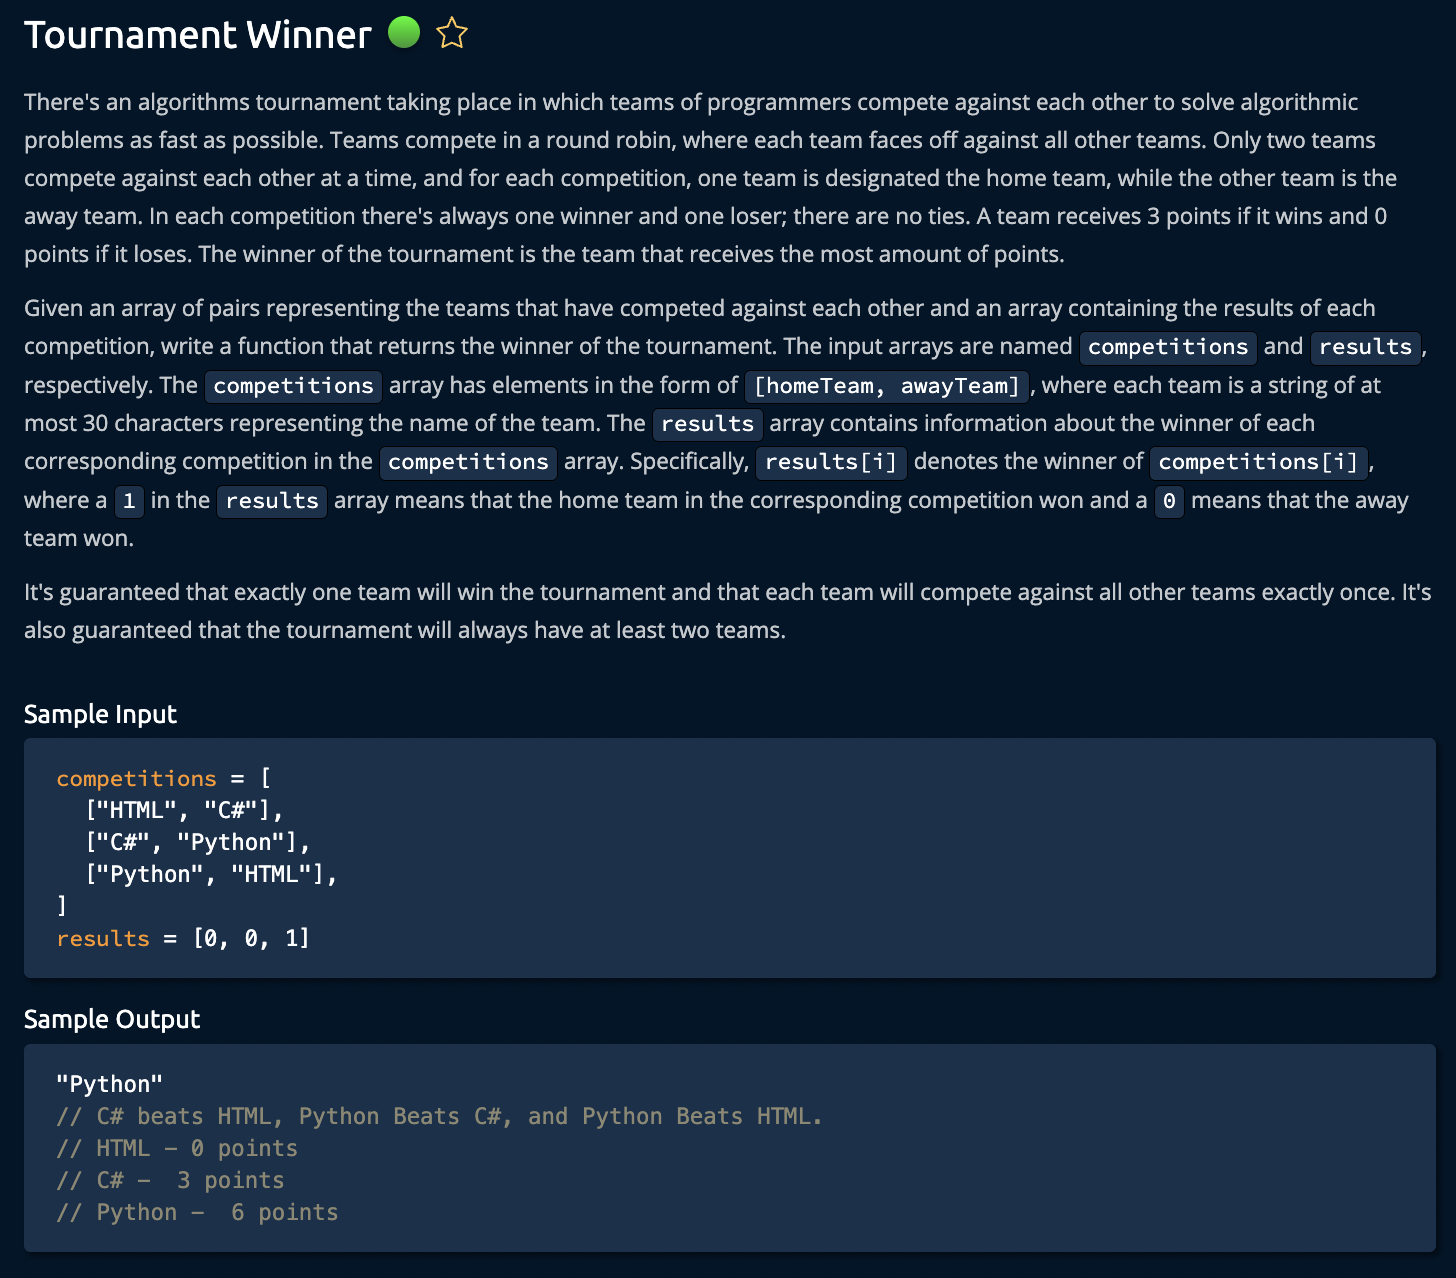 Tournament Winner
There's an algorithms tournament taking place in which teams of programmers compete against each other to solve algorithmic
problems as fast as possible. Teams compete in a round robin, where each team faces off against all other teams. Only two teams
compete against each other at a time, and for each competition, one team is designated the home team, while the other team is the
away team. In each competition there's always one winner and one loser; there are no ties. A team receives 3 points if it wins and 0
points if it loses. The winner of the tournament is the team that receives the most amount of points.
Given an array of pairs representing the teams that have competed against each other and an array containing the results of each
competition, write a function that returns the winner of the tournament. The input arrays are named competitions and results,
respectively. The competitions array has elements in the form of [homeTeam, awayTeam], where each team is a string of at
most 30 characters representing the name of the team. The results array contains information about the winner of each
corresponding competition in the competitions array. Specifically, results[i] denotes the winner of competitions[i],
where a 1 in the results array means that the home team in the corresponding competition won and a 0 means that the away
team won.
It's guaranteed that exactly one team will win the tournament and that each team will compete against all other teams exactly once. It's
also guaranteed that the tournament will always have at least two teams.
Sample Input
competitions = [
  ["HTML", "C#"],
  ["C#", "Python"],
  ["Python", "HTML"],
]
results = [0, 0, 1]
Sample Output
"Python"
// C# beats HTML, Python Beats C#, and Python Beats HTML.
// HTML - 0 points
// C# -  3 points
// Python -  6 points